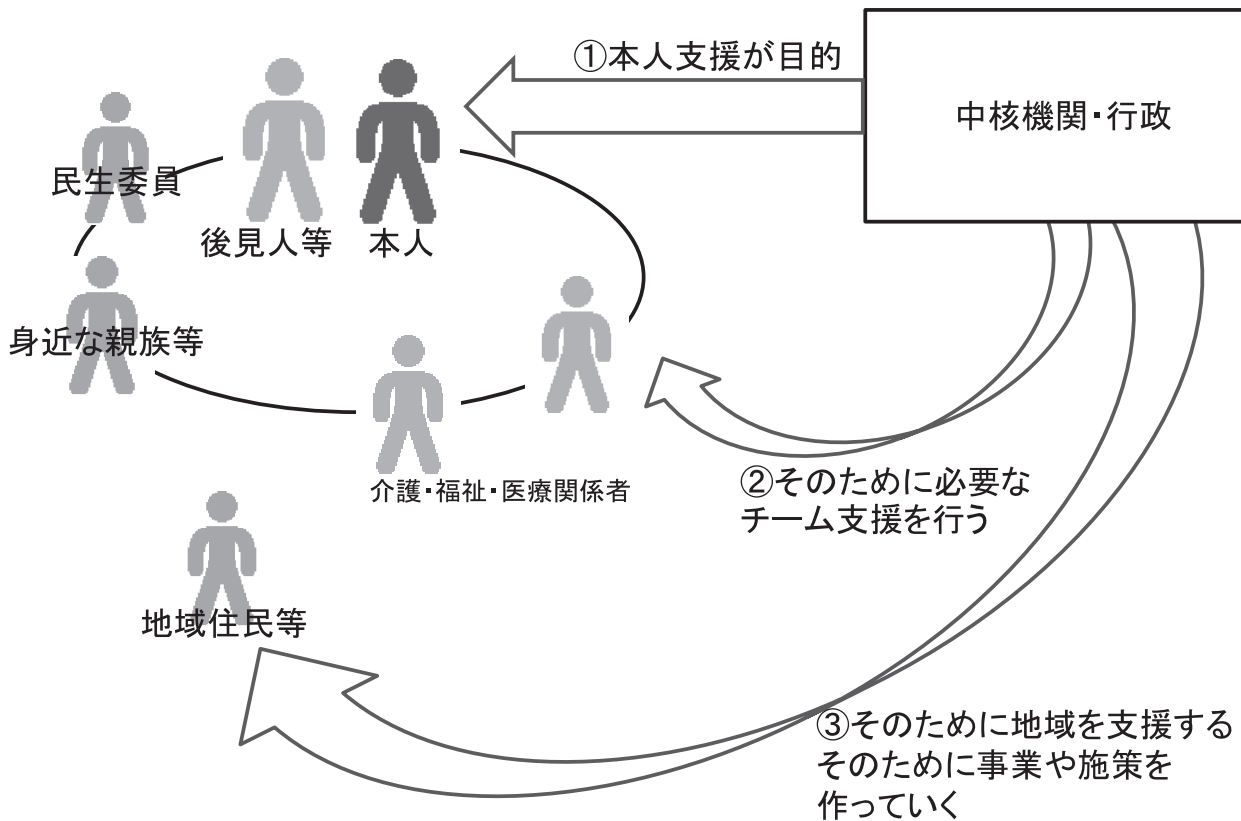 ①本人支援が目的
中核機関・行政
民生委員
後見人等
本人
身近な親族等
介護・福祉・医療関係者
②そのために必要な
チーム支援を行う
地域住民等
③そのために地域を支援する
そのために事業や施策を
作っていく